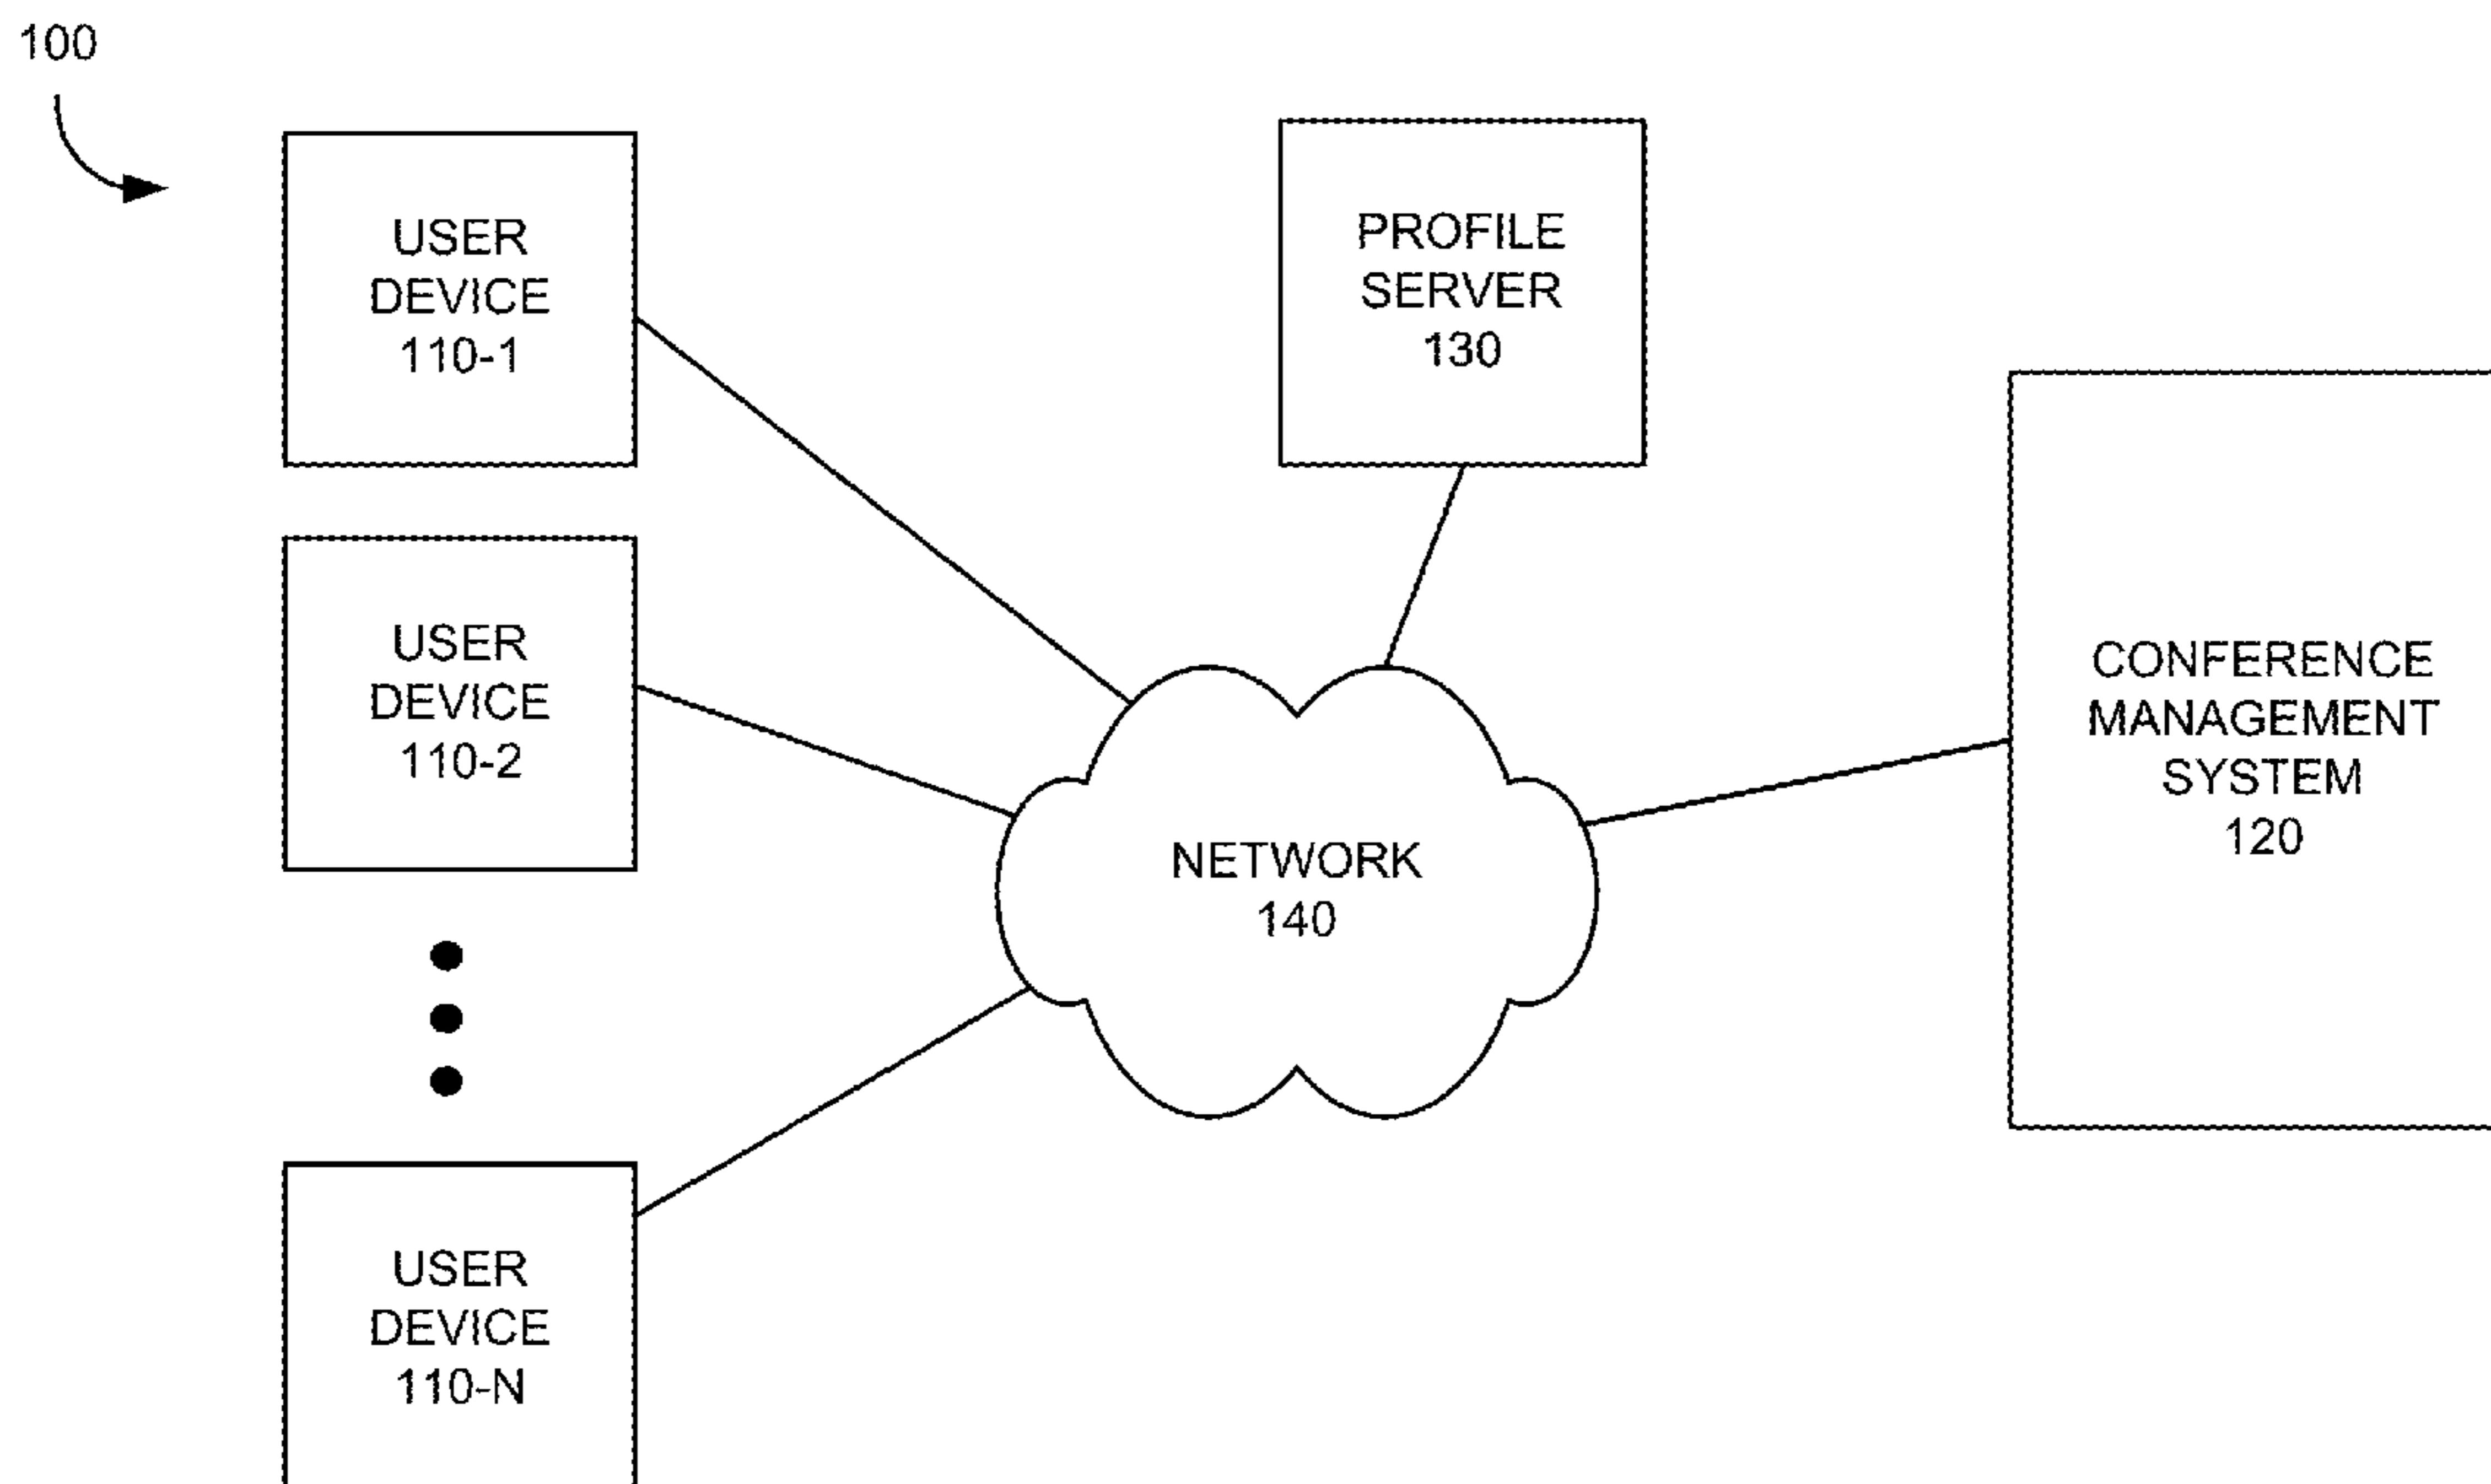 100
USER
DEVICE
110-1
PROFILE
SERVER
130
USER
DEVICE
110-2
CONFERENCE
MANAGEMENT
SYSTEM
120
NETWORK
140
USER
DEVICE
110-N